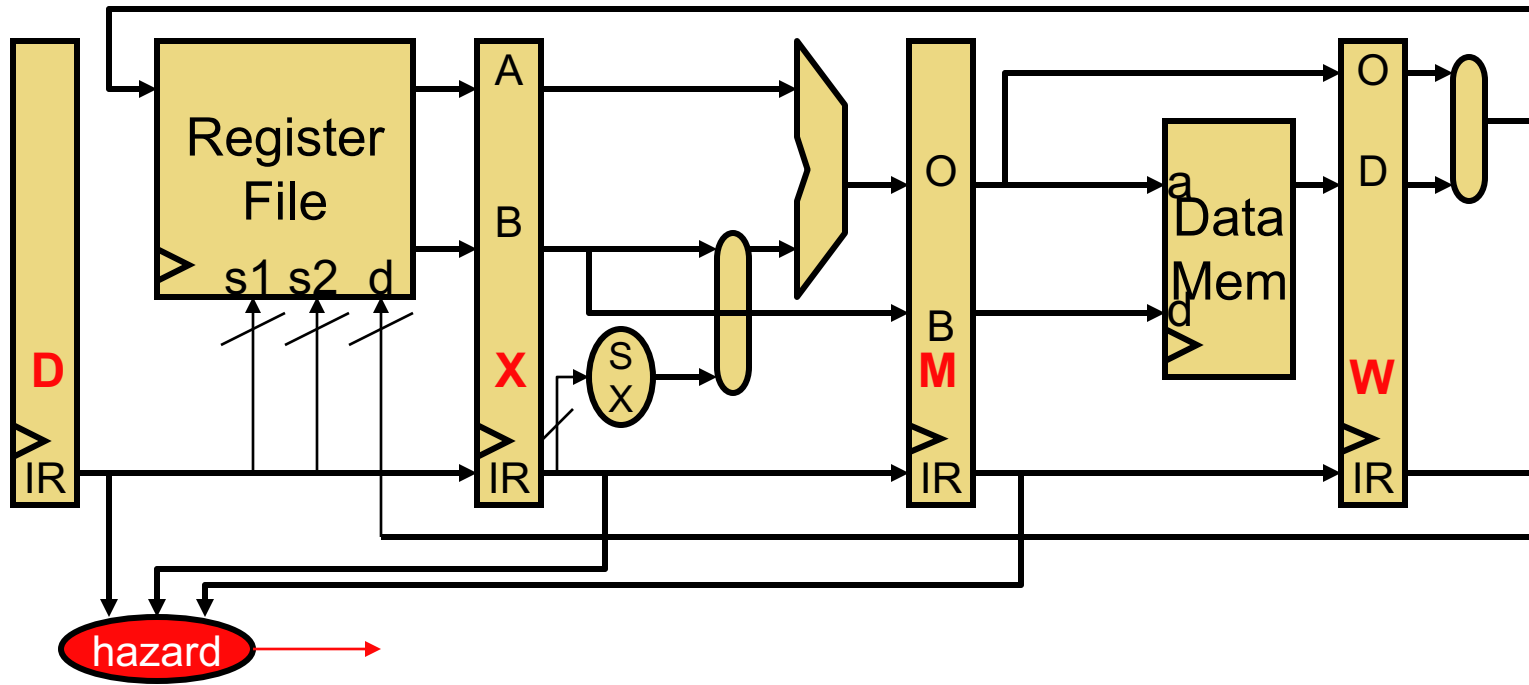 D
IR
Register
File
s1 s2 d
A
B
X
IR
S
X
O
B
M
IR
a
Data
Mem
d
O
D
W
IR
hazard